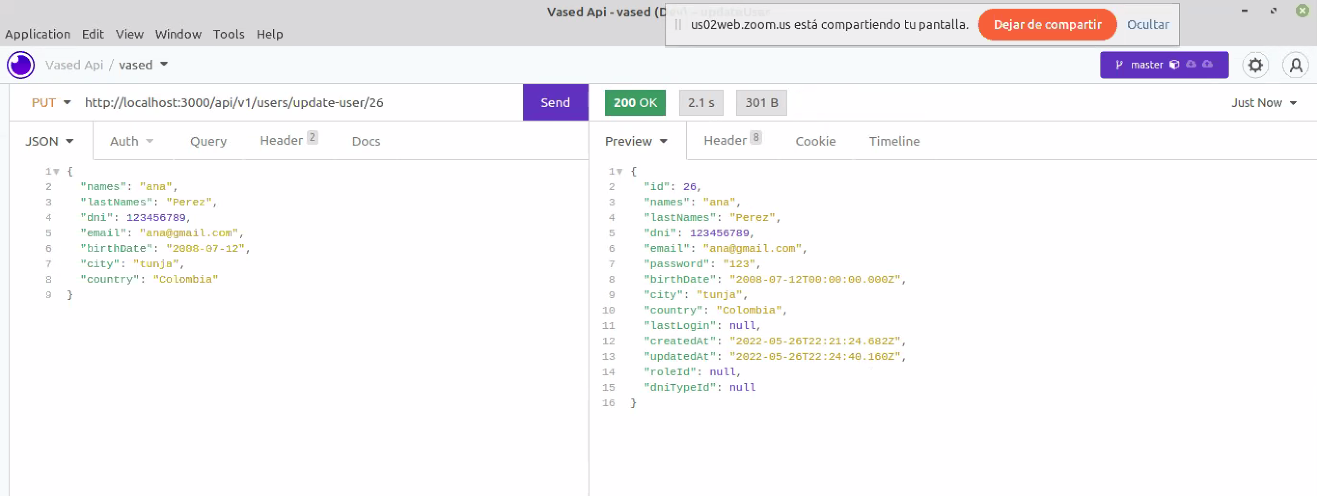 Vased Api - vased (D
us02web.zoom.us está compartiendo tu pantalla. Dejar de compartir Ocultar
Application Edit View Window Tools Help
Vased Api / vased
master
PUT http://localhost:3000/api/v1/users/update-user/26 Send 200 OK 2.1 s 301 B Just Now
JSON Auth Query Header 2 Docs
Preview Header 8 Cookie Timeline
1 {
2 "names": "ana",
3 "lastNames": "Perez",
4 "dni": 123456789,
5 "email": "ana@gmail.com",
6 "birthDate": "2008-07-12",
7 "city": "tunja",
8 "country": "Colombia"
9 }
1 {
2 "id": 26,
3 "names": "ana",
4 "lastNames": "Perez",
5 "dni": 123456789,
6 "email": "ana@gmail.com",
7 "password": "123",
8 "birthDate": "2008-07-12T00:00:00.000Z",
9 "city": "tunja",
10 "country": "Colombia",
11 "lastLogin": null,
12 "createdAt": "2022-05-26T22:21:24.682Z",
13 "updatedAt": "2022-05-26T22:24:40.160Z",
14 "roleId": null,
15 "dniTypeId": null
16 }